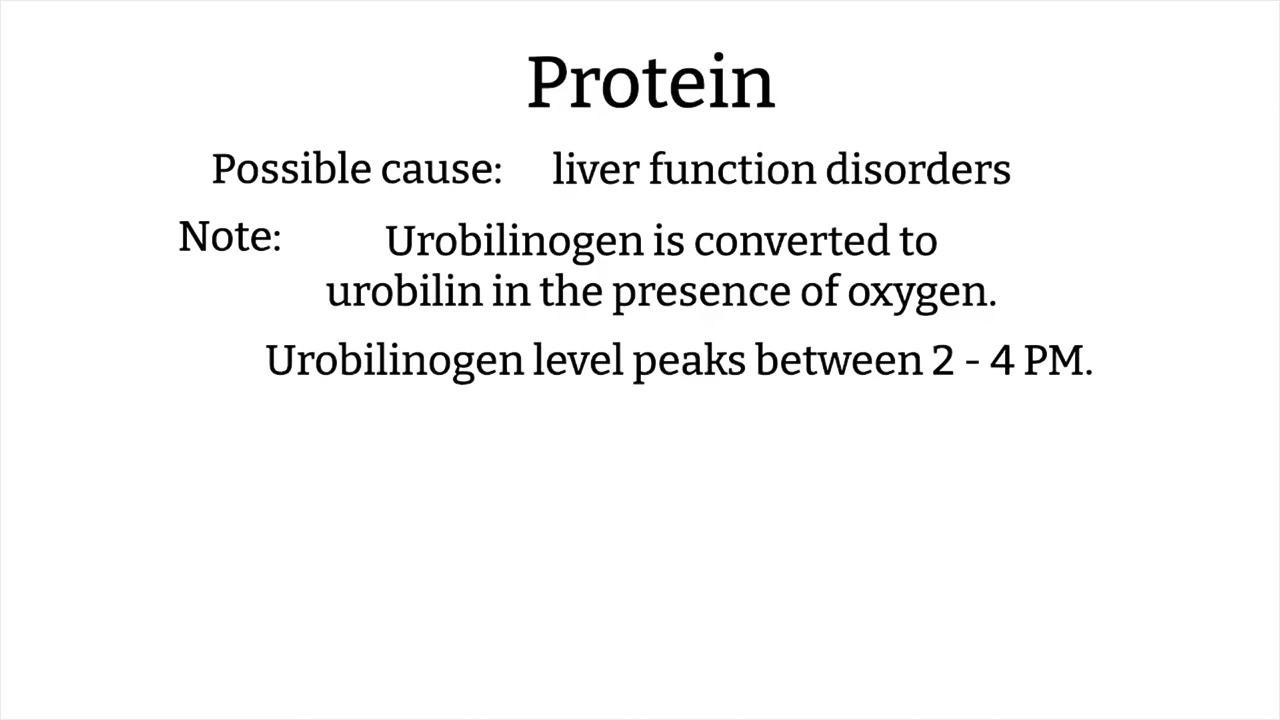 Protein
Possible cause: liver function disorders
Note: Urobilinogen is converted to
urobilin in the presence of oxygen.
Urobilinogen level peaks between 2 - 4 PM.